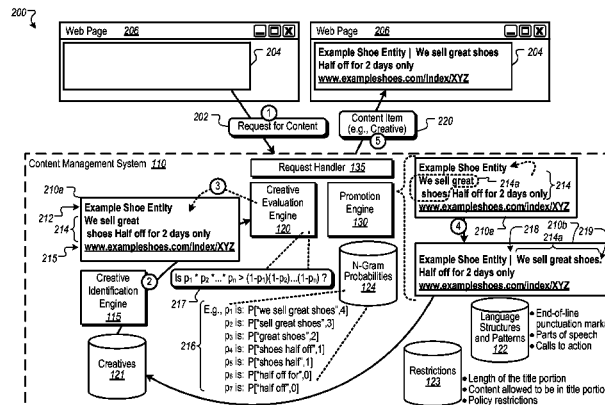 200
Web Page 206
204
Web Page 206
Example Shoe Entity | We sell great shoes
Half off for 2 days only
www.exampleshoes.com/index/XYZ
204
202
1
Request for Content
Content Item
(e.g., Creative)
5
220
Content Management System 110
Request Handler 135
210a
212
214
215
Example Shoe Entity
We sell great
shoes Half off for 2 days only
www.exampleshoes.com/index/XYZ
3
Creative
Evaluation
Engine
120
Promotion
Engine
130
Example Shoe Entity
We sell great
214a
shoes Half off for 2 days only
www.exampleshoes.com/index/XYZ
214
210a
4
218
210b
214a
219
Example Shoe Entity | We sell great shoes.
Half off for 2 days only
www.exampleshoes.com/index/XYZ
2
Creative
Identification
Engine
115
Creatives
121
Is p1 * p2 *...* pn > (1-p1)(1-p2)...(1-pn) ?
217
216
N-Gram
Probabilities
124
E.g., p1 is: P["we sell great shoes",4]
p2 is: P["sell great shoes",3]
p3 is: P["great shoes",2]
p4 is: P["shoes half off",1]
p5 is: P["shoes half",1]
p6 is: P["half off for",0]
p7 is: P["half off",0]
Language
Structures
and Patterns
122
• End-of-line
punctuation mark
• Parts of speech
• Calls to action
Restrictions
123
• Length of the title portion
• Content allowed to be in title portio
• Policy restrictions